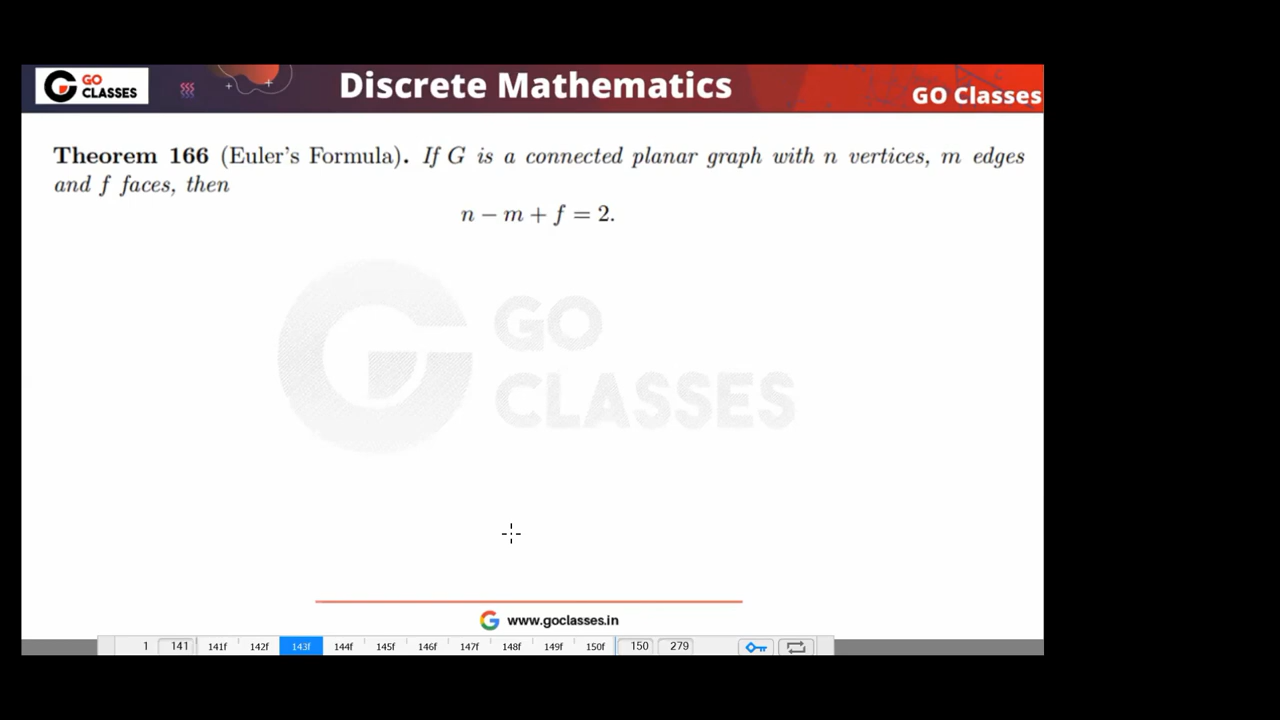 GO
CLASSES
Discrete Mathematics
GO Classes
Theorem 166 (Euler's Formula). If G is a connected planar graph with n vertices, m edges
and f faces, then
n − m + f = 2.
GO
CLASSES
www.goclasses.in
1 141 141f 142f 143f 144f 145f 146f 147f 148f 149f 150f 150 279